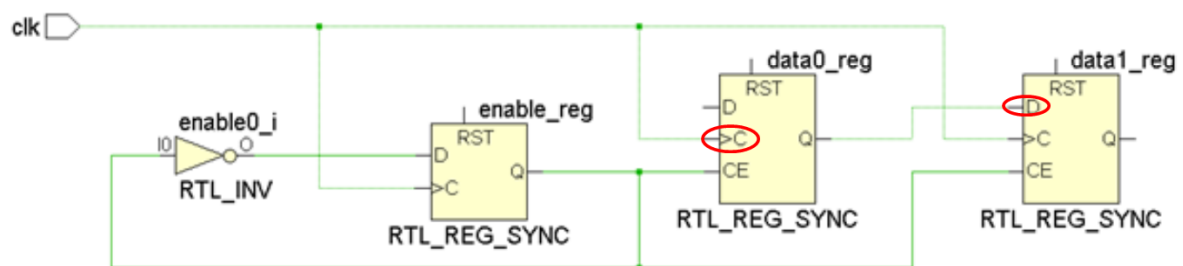 clk
enable0_i
I0
O
RTL_INV
enable_reg
RST
D
C
Q
RTL_REG_SYNC
data0_reg
RST
D
C
Q
CE
RTL_REG_SYNC
data1_reg
RST
D
C
Q
CE
RTL_REG_SYNC